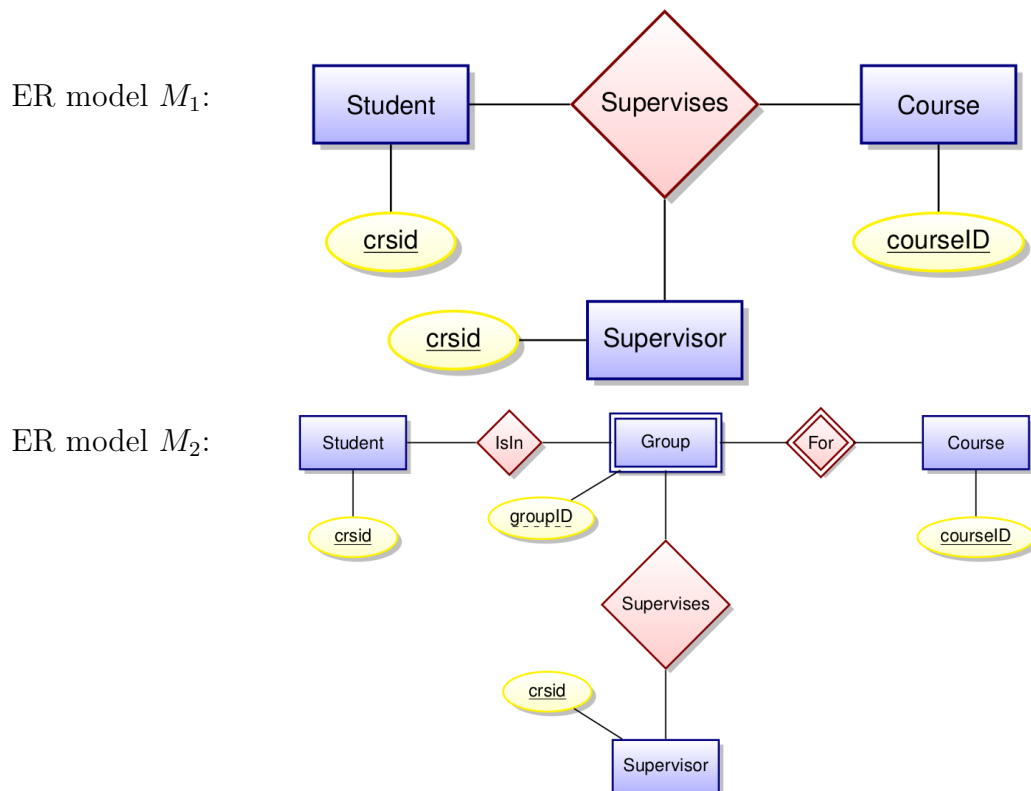 ER model M₁:
Student
Supervises
Course
crsid
courseID
crsid
Supervisor
ER model M₂:
Student
IsIn
Group
For
Course
groupID
crsid
courseID
Supervises
crsid
Supervisor